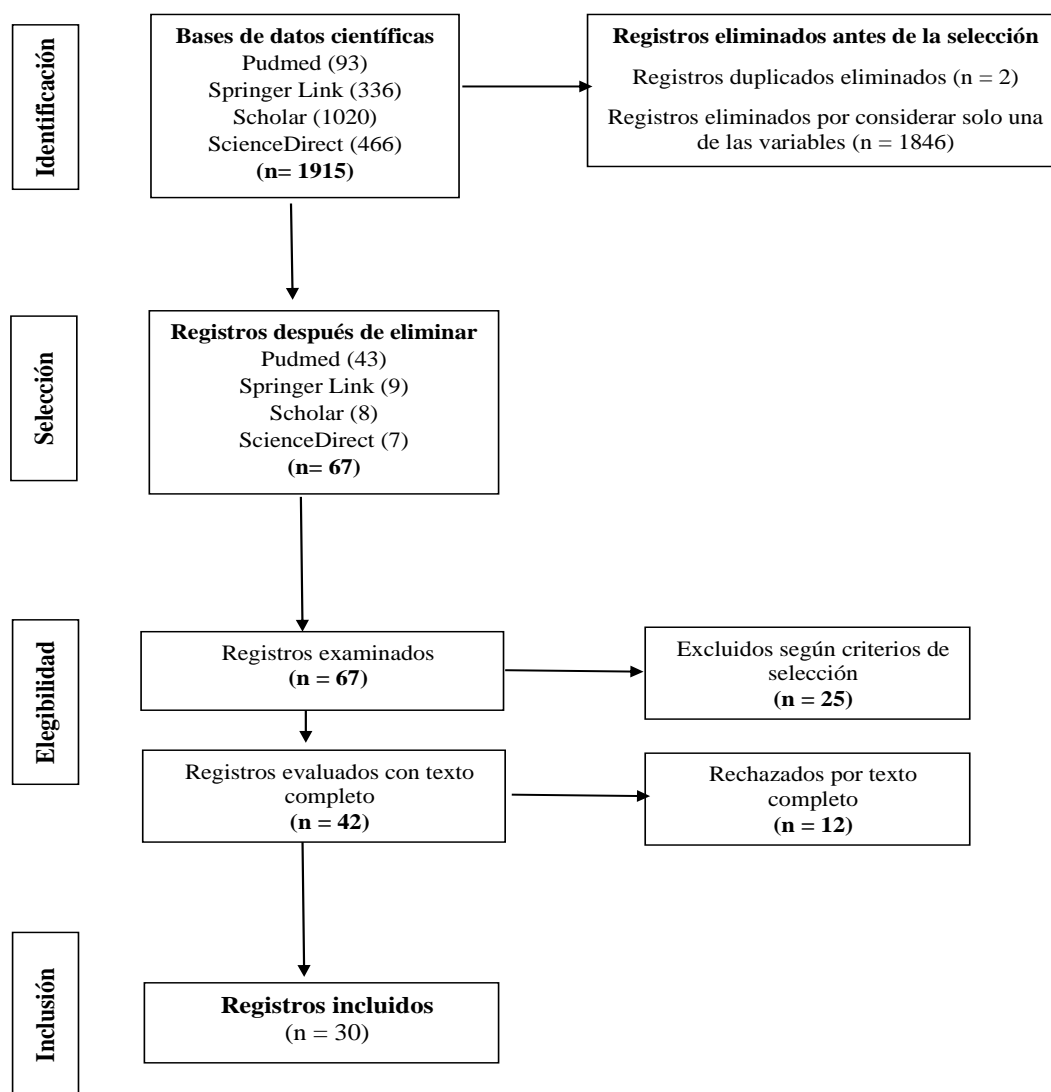 Identificación
Bases de datos científicas
Pudmed (93)
Springer Link (336)
Scholar (1020)
ScienceDirect (466)
(n= 1915)
Registros eliminados antes de la selección
Registros duplicados eliminados (n = 2)
Registros eliminados por considerar solo una
de las variables (n = 1846)
Selección
Registros después de eliminar
Pudmed (43)
Springer Link (9)
Scholar (8)
ScienceDirect (7)
(n= 67)
Elegibilidad
Registros examinados
(n = 67)
Excluidos según criterios de
selección
(n = 25)
Registros evaluados con texto
completo
(n = 42)
Rechazados por texto
completo
(n = 12)
Inclusión
Registros incluidos
(n = 30)